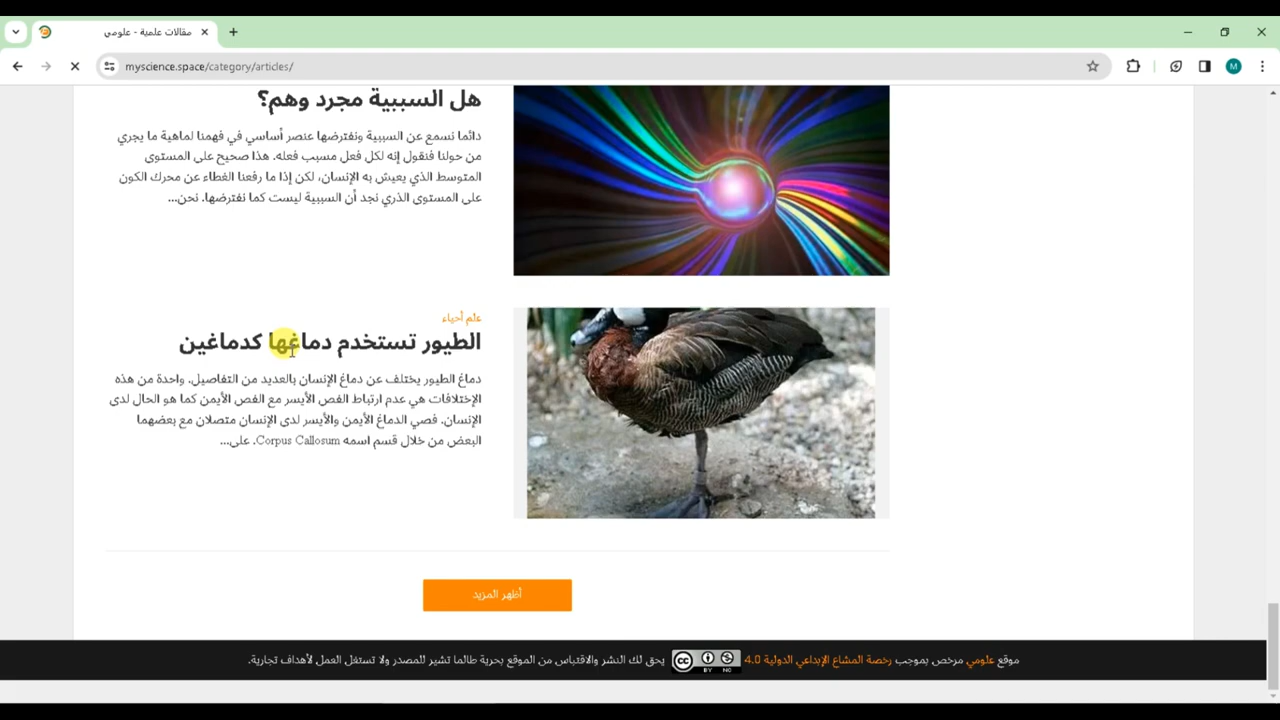 مقالات علمية - علومي
myscience.space/category/articles/
M
هل السببية مجرد وهم؟
دائما نسمع عن السببية ونفترضها عنصر أساسي في فهمنا لماهية ما يجري
من حولنا فنقول إنه لكل فعل مسبب فعله. هذا صحيح على المستوى
المتوسط الذي يعيش به الإنسان، لكن إذا ما رفعنا الغطاء عن محرك الكون
على المستوى الذري نجد أن السببية ليست كما نفترضها. نحن...
علم أحياء
الطيور تستخدم دماغها كدماغين
دماغ الطيور يختلف عن دماغ الإنسان بالعديد من التفاصيل. واحدة من هذه
الإختلافات هي عدم ارتباط الفص الأيسر مع الفص الأيمن كما هو الحال لدى
الإنسان. فصي الدماغ الأيمن والأيسر لدى الإنسان متصلان مع بعضهما
البعض من خلال قسم اسمه Corpus Callosum. على...
أظهر المزيد
موقع علومي مرخص بموجب رخصة المشاع الإبداعي الدولية 4.0 cc BY NC يحق لك النشر والاقتباس من الموقع بحرية طالما تشير للمصدر ولا تستغل العمل لأهداف تجارية.